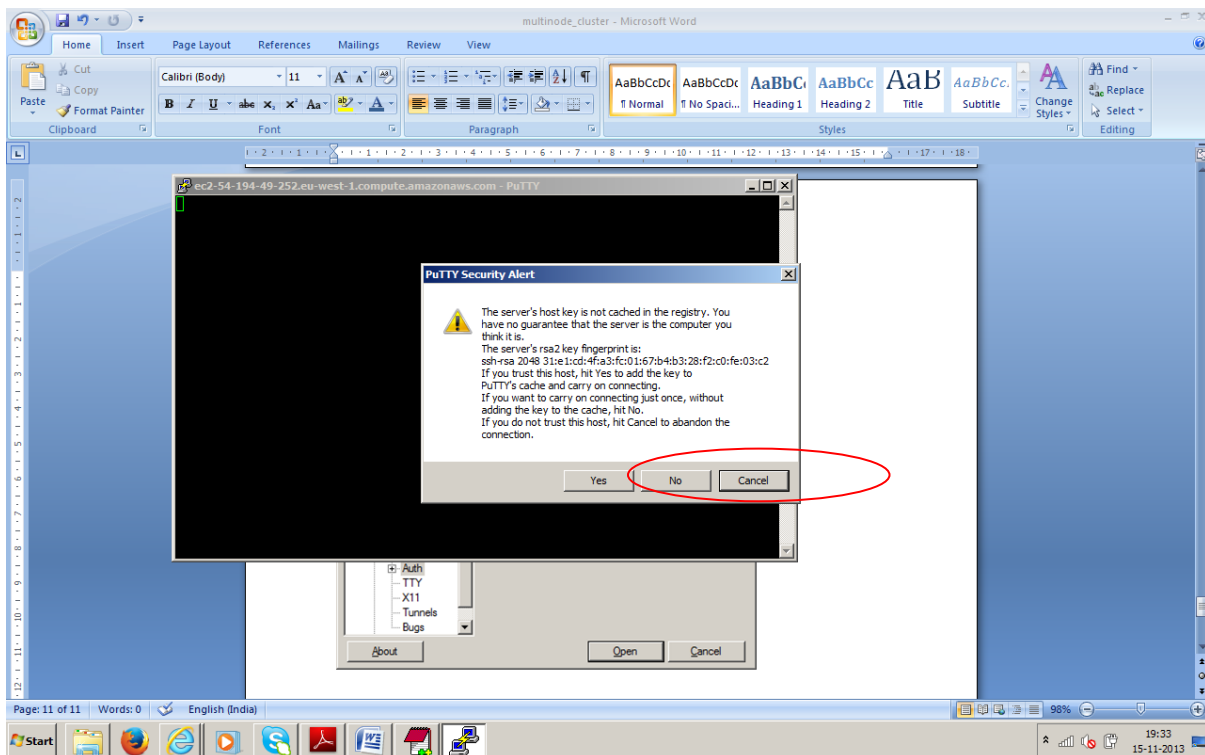 multinode_cluster - Microsoft Word
Home Insert Page Layout References Mailings Review View
Cut
Copy
Format Painter
Paste
Clipboard
Calibri (Body) 11
Font
Paragraph
AaBbCcDc AaBbCcDc AaBbC AaBbCc AaB AaBbCc.
¶ Normal ¶ No Spaci... Heading 1 Heading 2 Title Subtitle
Change
Styles
Styles
Find
Replace
Select
Editing
ec2-54-194-49-252.eu-west-1.compute.amazonaws.com - PuTTY
PuTTY Security Alert
The server's host key is not cached in the registry. You
have no guarantee that the server is the computer you
think it is.
The server's rsa2 key fingerprint is:
ssh-rsa 2048 31:e1:cd:4f:a3:fc:01:67:b4:b3:28:f2:c0:fe:03:c2
If you trust this host, hit Yes to add the key to
PuTTY's cache and carry on connecting.
If you want to carry on connecting just once, without
adding the key to the cache, hit No.
If you do not trust this host, hit Cancel to abandon the
connection.
Yes No Cancel
Auth
TTY
X11
Tunnels
Bugs
About Open Cancel
Page: 11 of 11 Words: 0 English (India) 98%
Start
19:33
15-11-2013